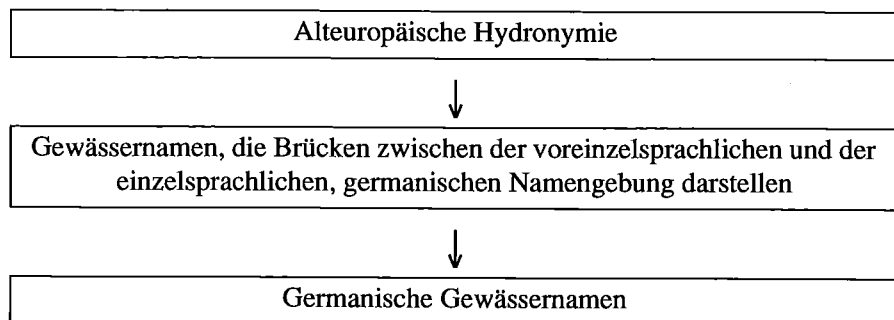 Alteuropäische Hydronymie
Gewässernamen, die Brücken zwischen der voreinzelsprachlichen und der
einzelsprachlichen, germanischen Namengebung darstellen
Germanische Gewässernamen